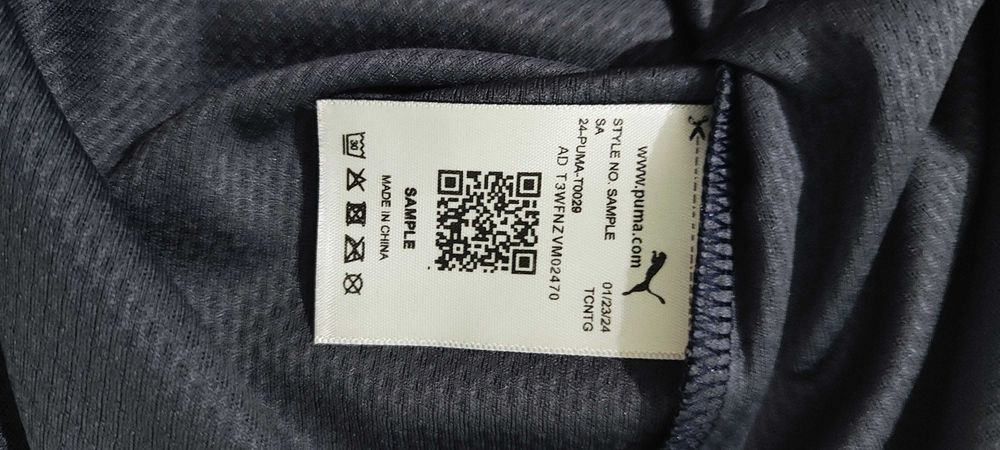 www.puma.com
STYLE NO. SAMPLE 01/23/24
SA TCNTG
24-PUMA-T0029
AD T3WFNZVM02470
SAMPLE
MADE IN CHINA
30